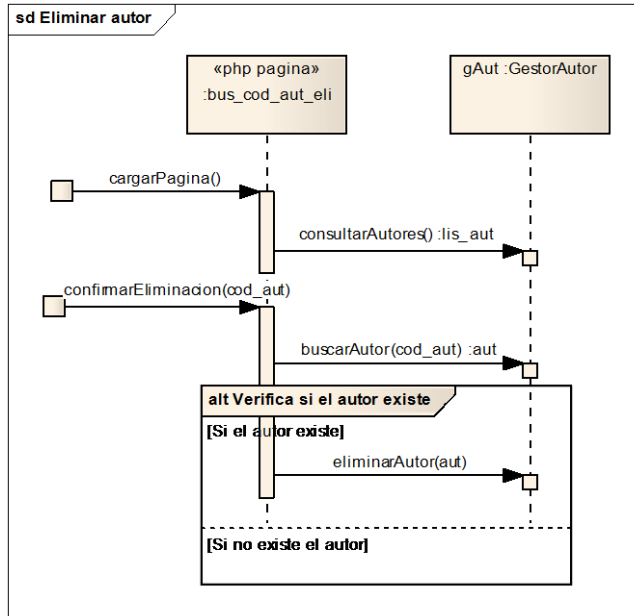 sd Eliminar autor
«php pagina»
:bus_cod_aut_eli
gAut :GestorAutor
cargarPagina()
consultarAutores() :lis_aut
confirmarEliminacion(cod_aut)
buscarAutor(cod_aut) :aut
alt Verifica si el autor existe
[Si el autor existe]
eliminarAutor(aut)
[Si no existe el autor]